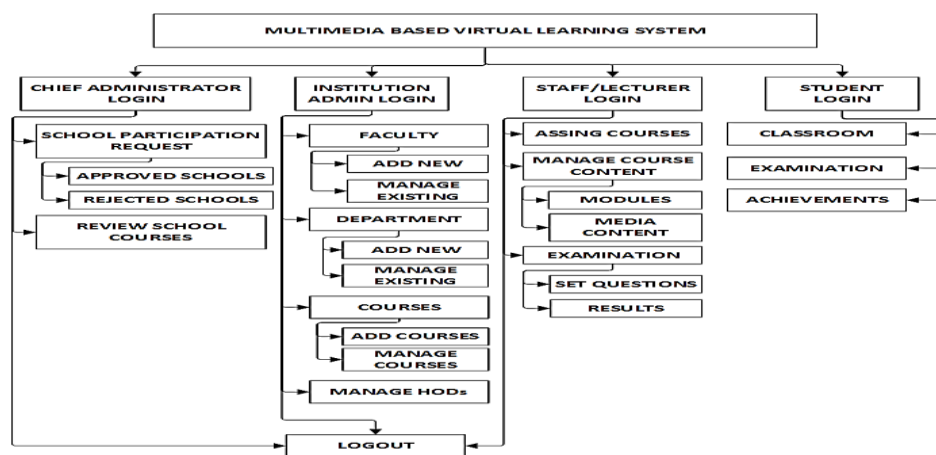 MULTIMEDIA BASED VIRTUAL LEARNING SYSTEM
CHIEF ADMINISTRATOR
LOGIN
SCHOOL PARTICIPATION
REQUEST
APPROVED SCHOOLS
REJECTED SCHOOLS
REVIEW SCHOOL
COURSES
INSTITUTION
ADMIN LOGIN
FACULTY
ADD NEW
MANAGE
EXISTING
DEPARTMENT
ADD NEW
MANAGE
EXISTING
COURSES
ADD COURSES
MANAGE
COURSES
MANAGE HODs
STAFF/LECTURER
LOGIN
ASSING COURSES
MANAGE COURSE
CONTENT
MODULES
MEDIA
CONTENT
EXAMINATION
SET QUESTIONS
RESULTS
STUDENT
LOGIN
CLASSROOM
EXAMINATION
ACHIEVEMENTS
LOGOUT